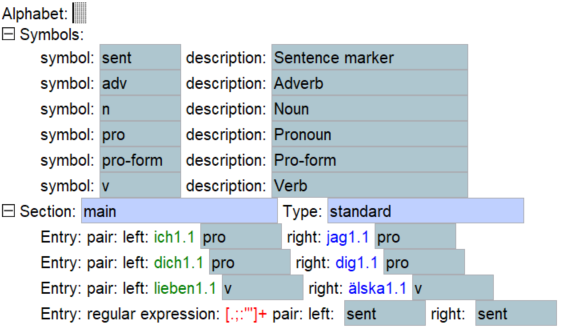 Alphabet:
Symbols:
symbol: sent description: Sentence marker
symbol: adv description: Adverb
symbol: n description: Noun
symbol: pro description: Pronoun
symbol: pro-form description: Pro-form
symbol: v description: Verb
Section: main Type: standard
Entry: pair: left: ich1.1 pro right: jag1.1 pro
Entry: pair: left: dich1.1 pro right: dig1.1 pro
Entry: pair: left: lieben1.1 v right: älska1.1 v
Entry: regular expression: [.;:'"]+ pair: left: sent right: sent